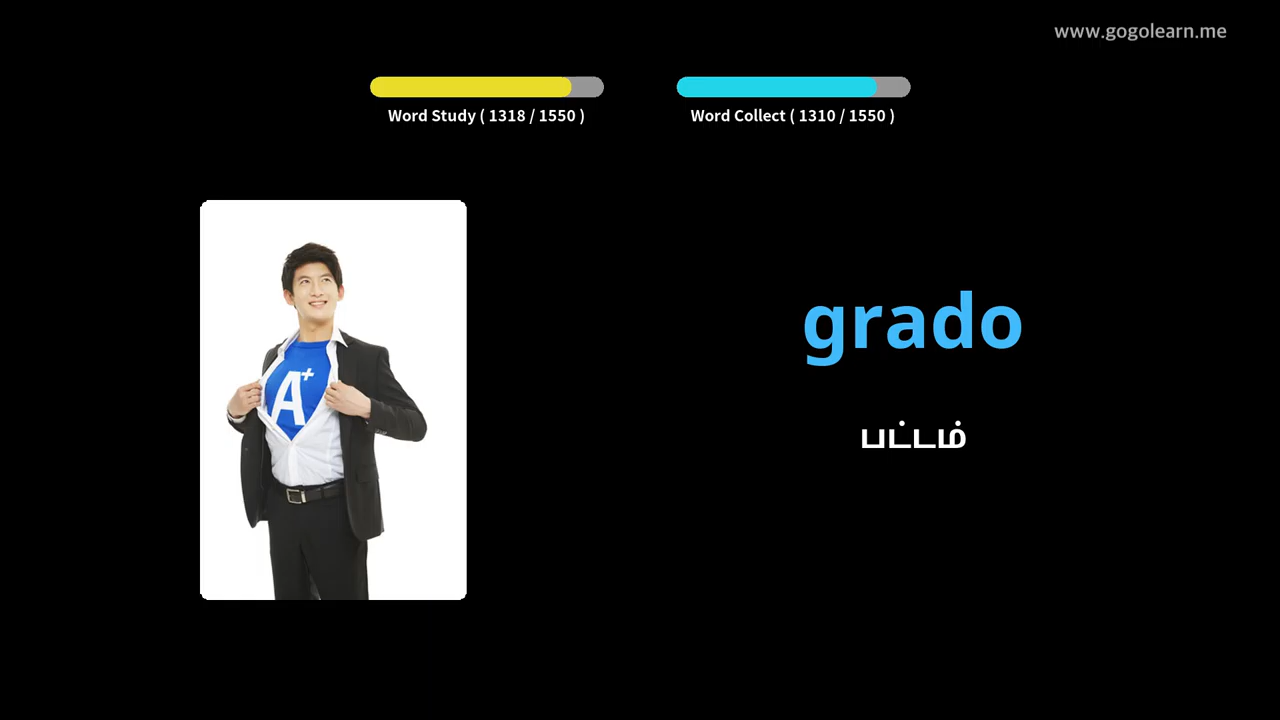 www.gogolearn.me
Word Study ( 1318 / 1550 )
Word Collect ( 1310 / 1550 )
A+
grado
பட்டம்